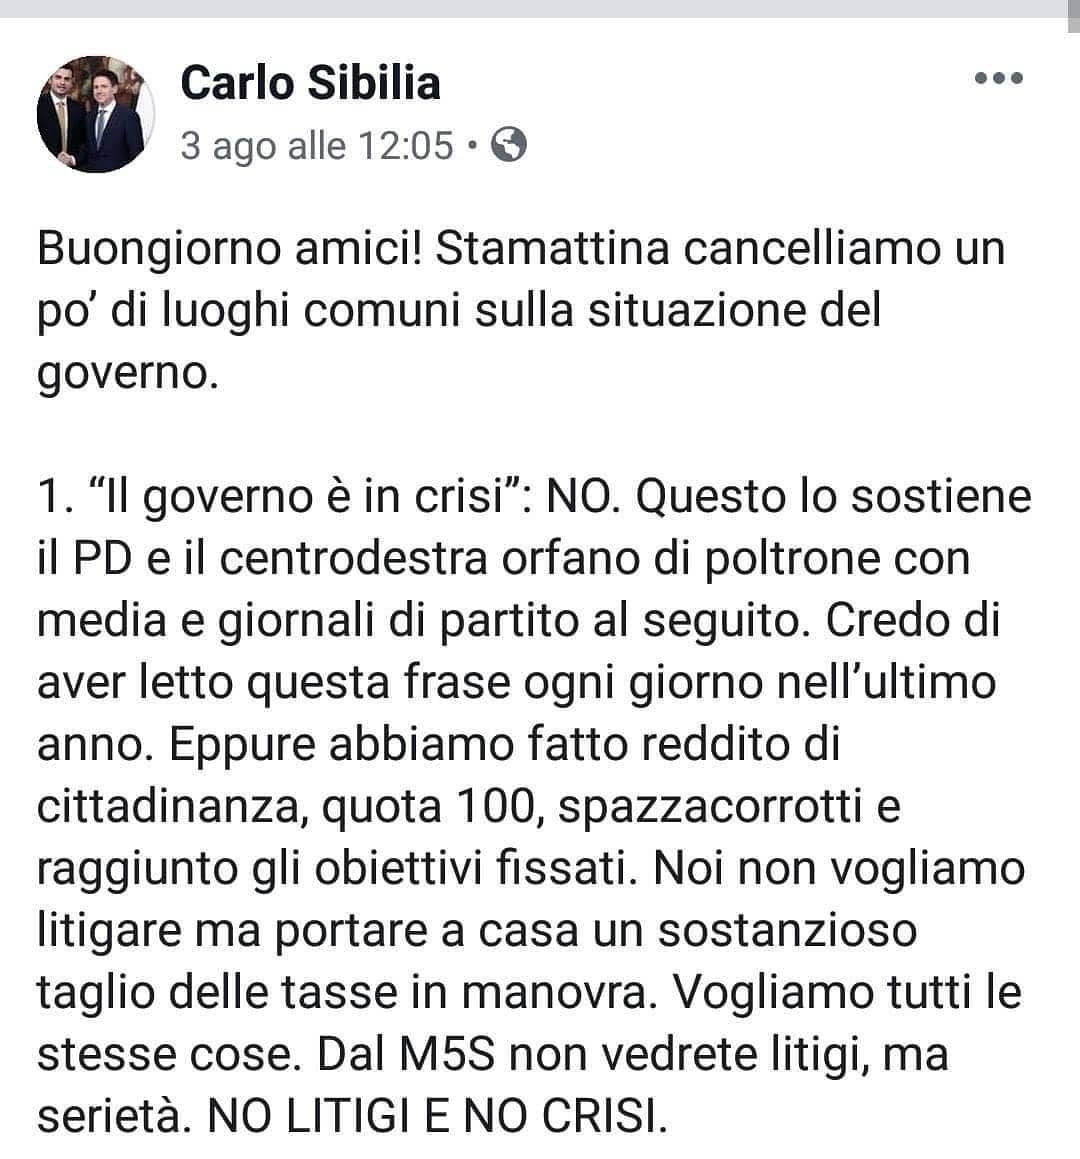 Carlo Sibilia
3 ago alle 12:05 •
Buongiorno amici! Stamattina cancelliamo un
po’ di luoghi comuni sulla situazione del
governo.
1. “Il governo è in crisi”: NO. Questo lo sostiene
il PD e il centrodestra orfano di poltrone con
media e giornali di partito al seguito. Credo di
aver letto questa frase ogni giorno nell’ultimo
anno. Eppure abbiamo fatto reddito di
cittadinanza, quota 100, spazzacorrotti e
raggiunto gli obiettivi fissati. Noi non vogliamo
litigare ma portare a casa un sostanzioso
taglio delle tasse in manovra. Vogliamo tutti le
stesse cose. Dal M5S non vedrete litigi, ma
serietà. NO LITIGI E NO CRISI.